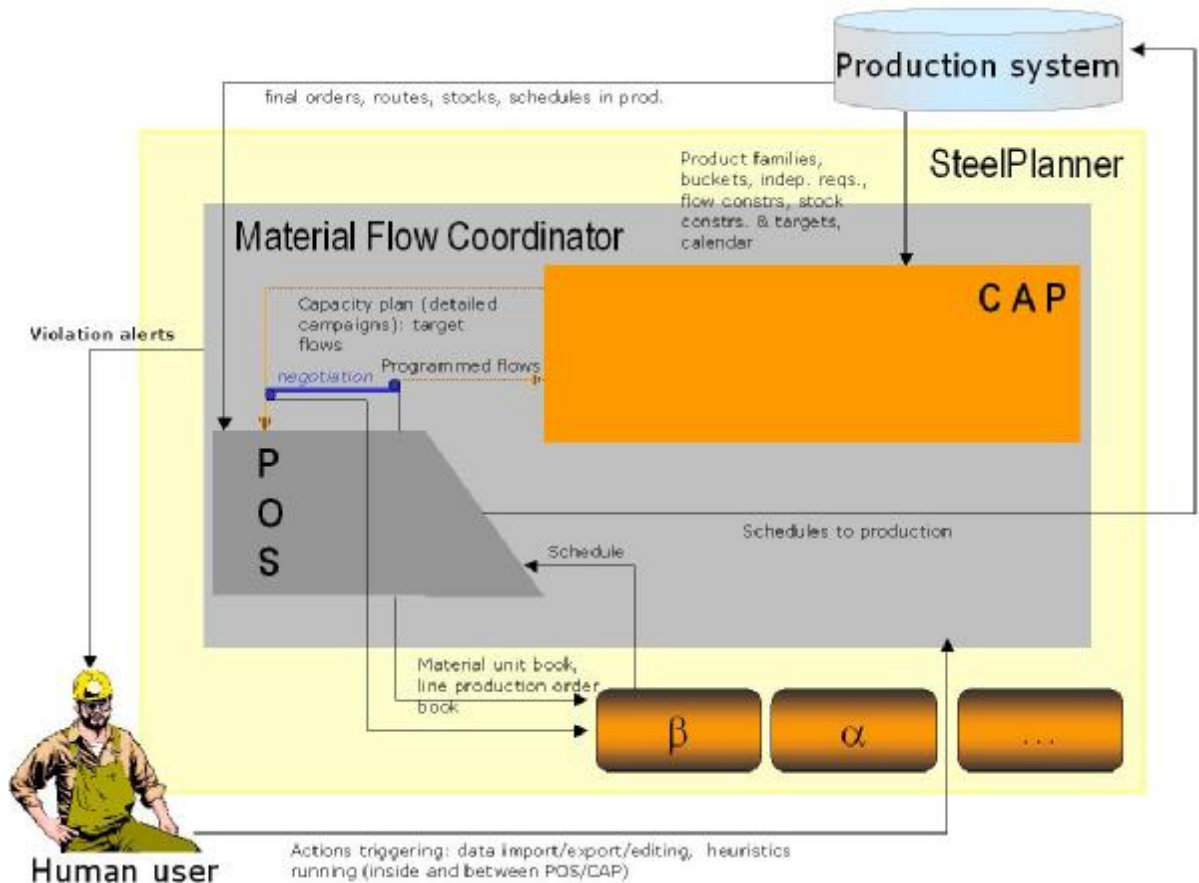 Production system
final orders, routes, stocks, schedules in prod.
SteelPlanner
Product families,
buckets, indep. reqs.,
flow constrs, stock
constrs. & targets,
calendar
Material Flow Coordinator
CAP
Capacity plan (detailed
campaigns): target
flows
Violation alerts
Programmed flows
negotiation
P
O
S
Schedules to production
Schedule
Material unit book,
line production order
book
β
α
...
Human user
Actions triggering: data import/export/editing, heuristics
running (inside and between POS/CAP)